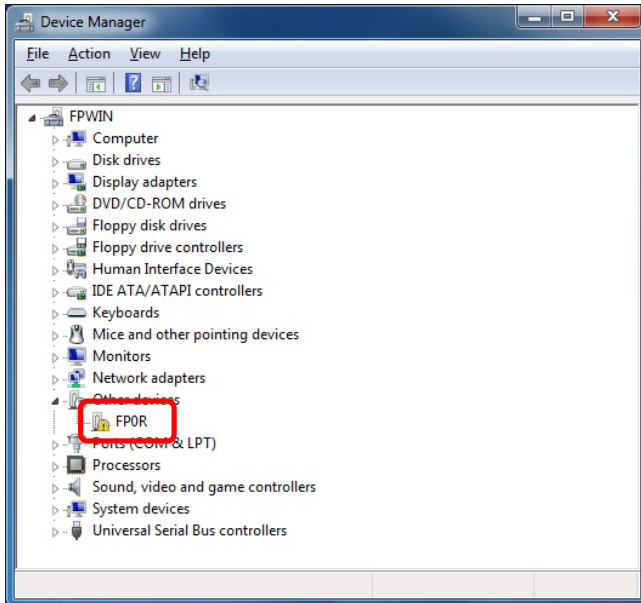 Device Manager
File Action View Help
FPWIN
Computer
Disk drives
Display adapters
DVD/CD-ROM drives
Floppy disk drives
Floppy drive controllers
Human Interface Devices
IDE ATA/ATAPI controllers
Keyboards
Mice and other pointing devices
Monitors
Network adapters
Other devices
FP0R
Ports (COM & LPT)
Processors
Sound, video and game controllers
System devices
Universal Serial Bus controllers